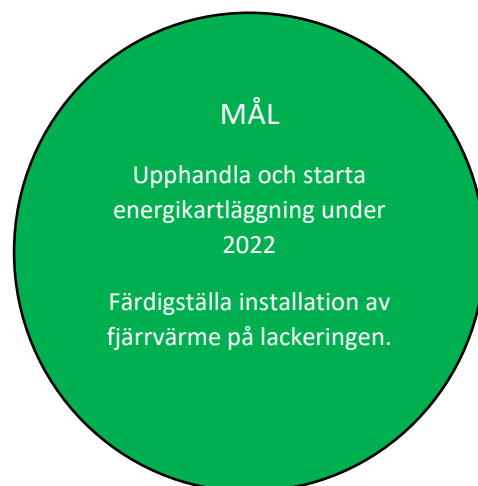 MÅL
Upphandla och starta
energikartläggning under
2022
Färdigställa installation av
fjärrvärme på lackeringen.